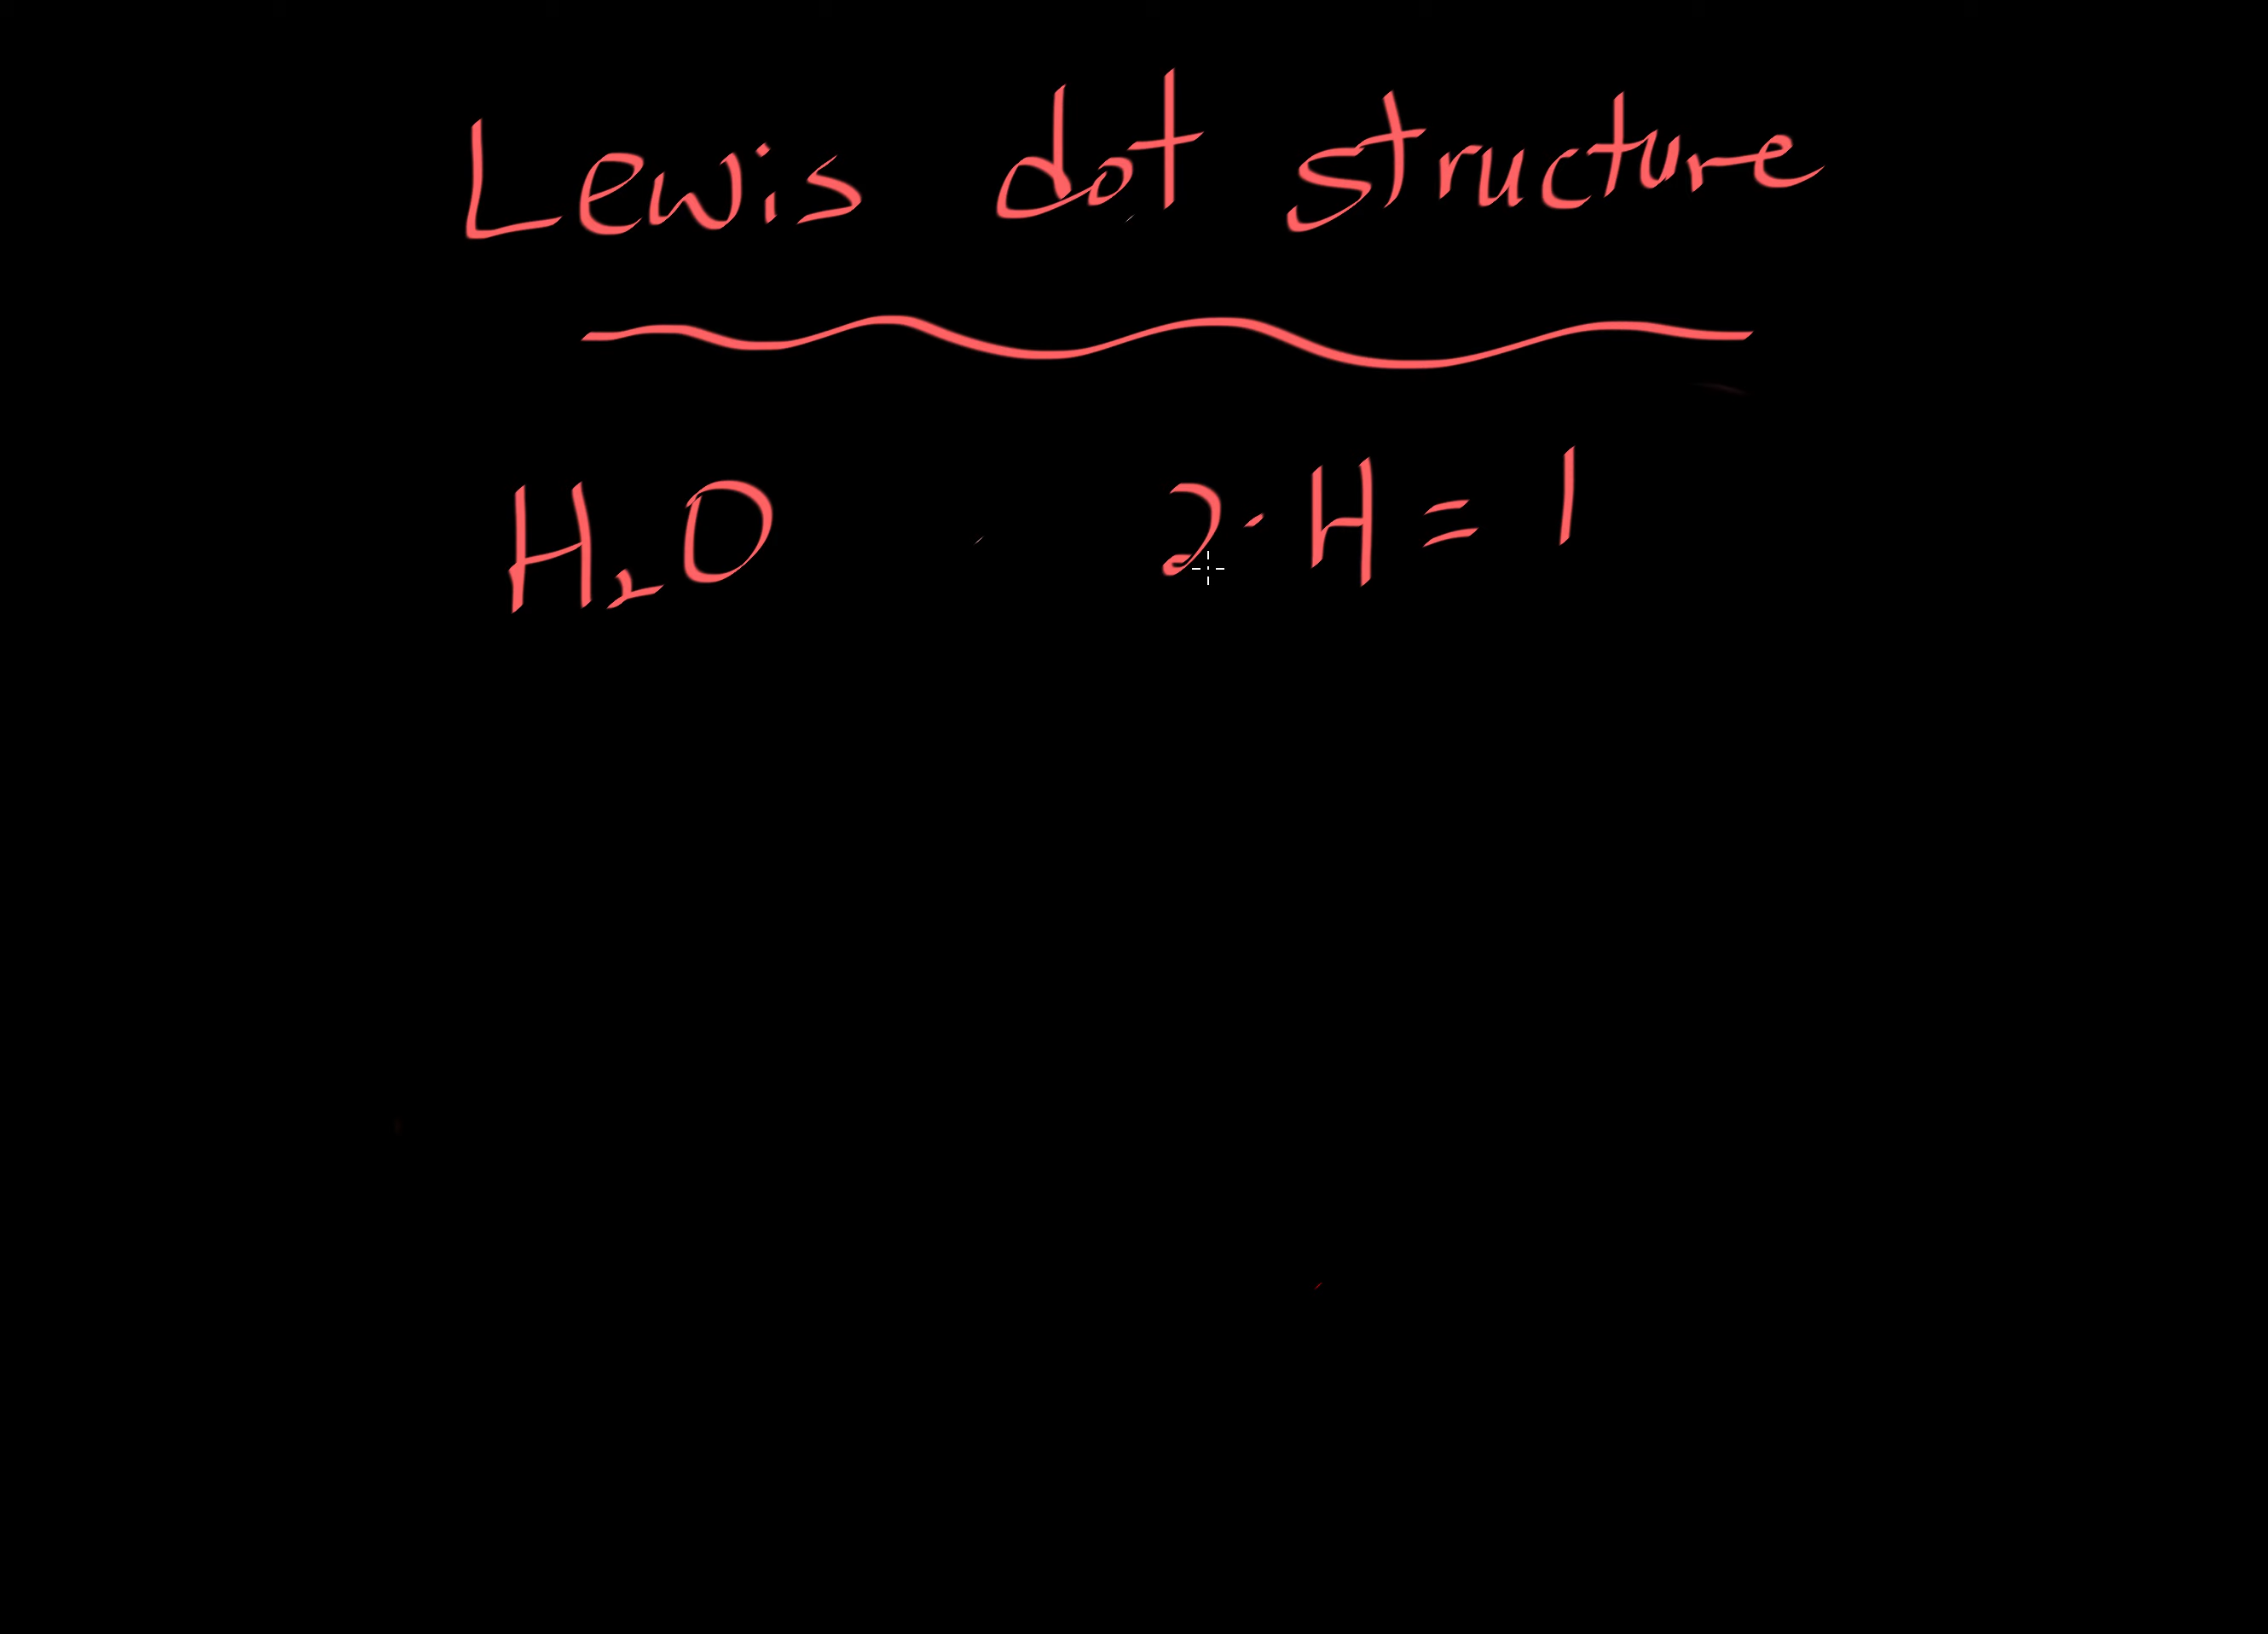 Lewis dot structure
H₂O 2·H = 1